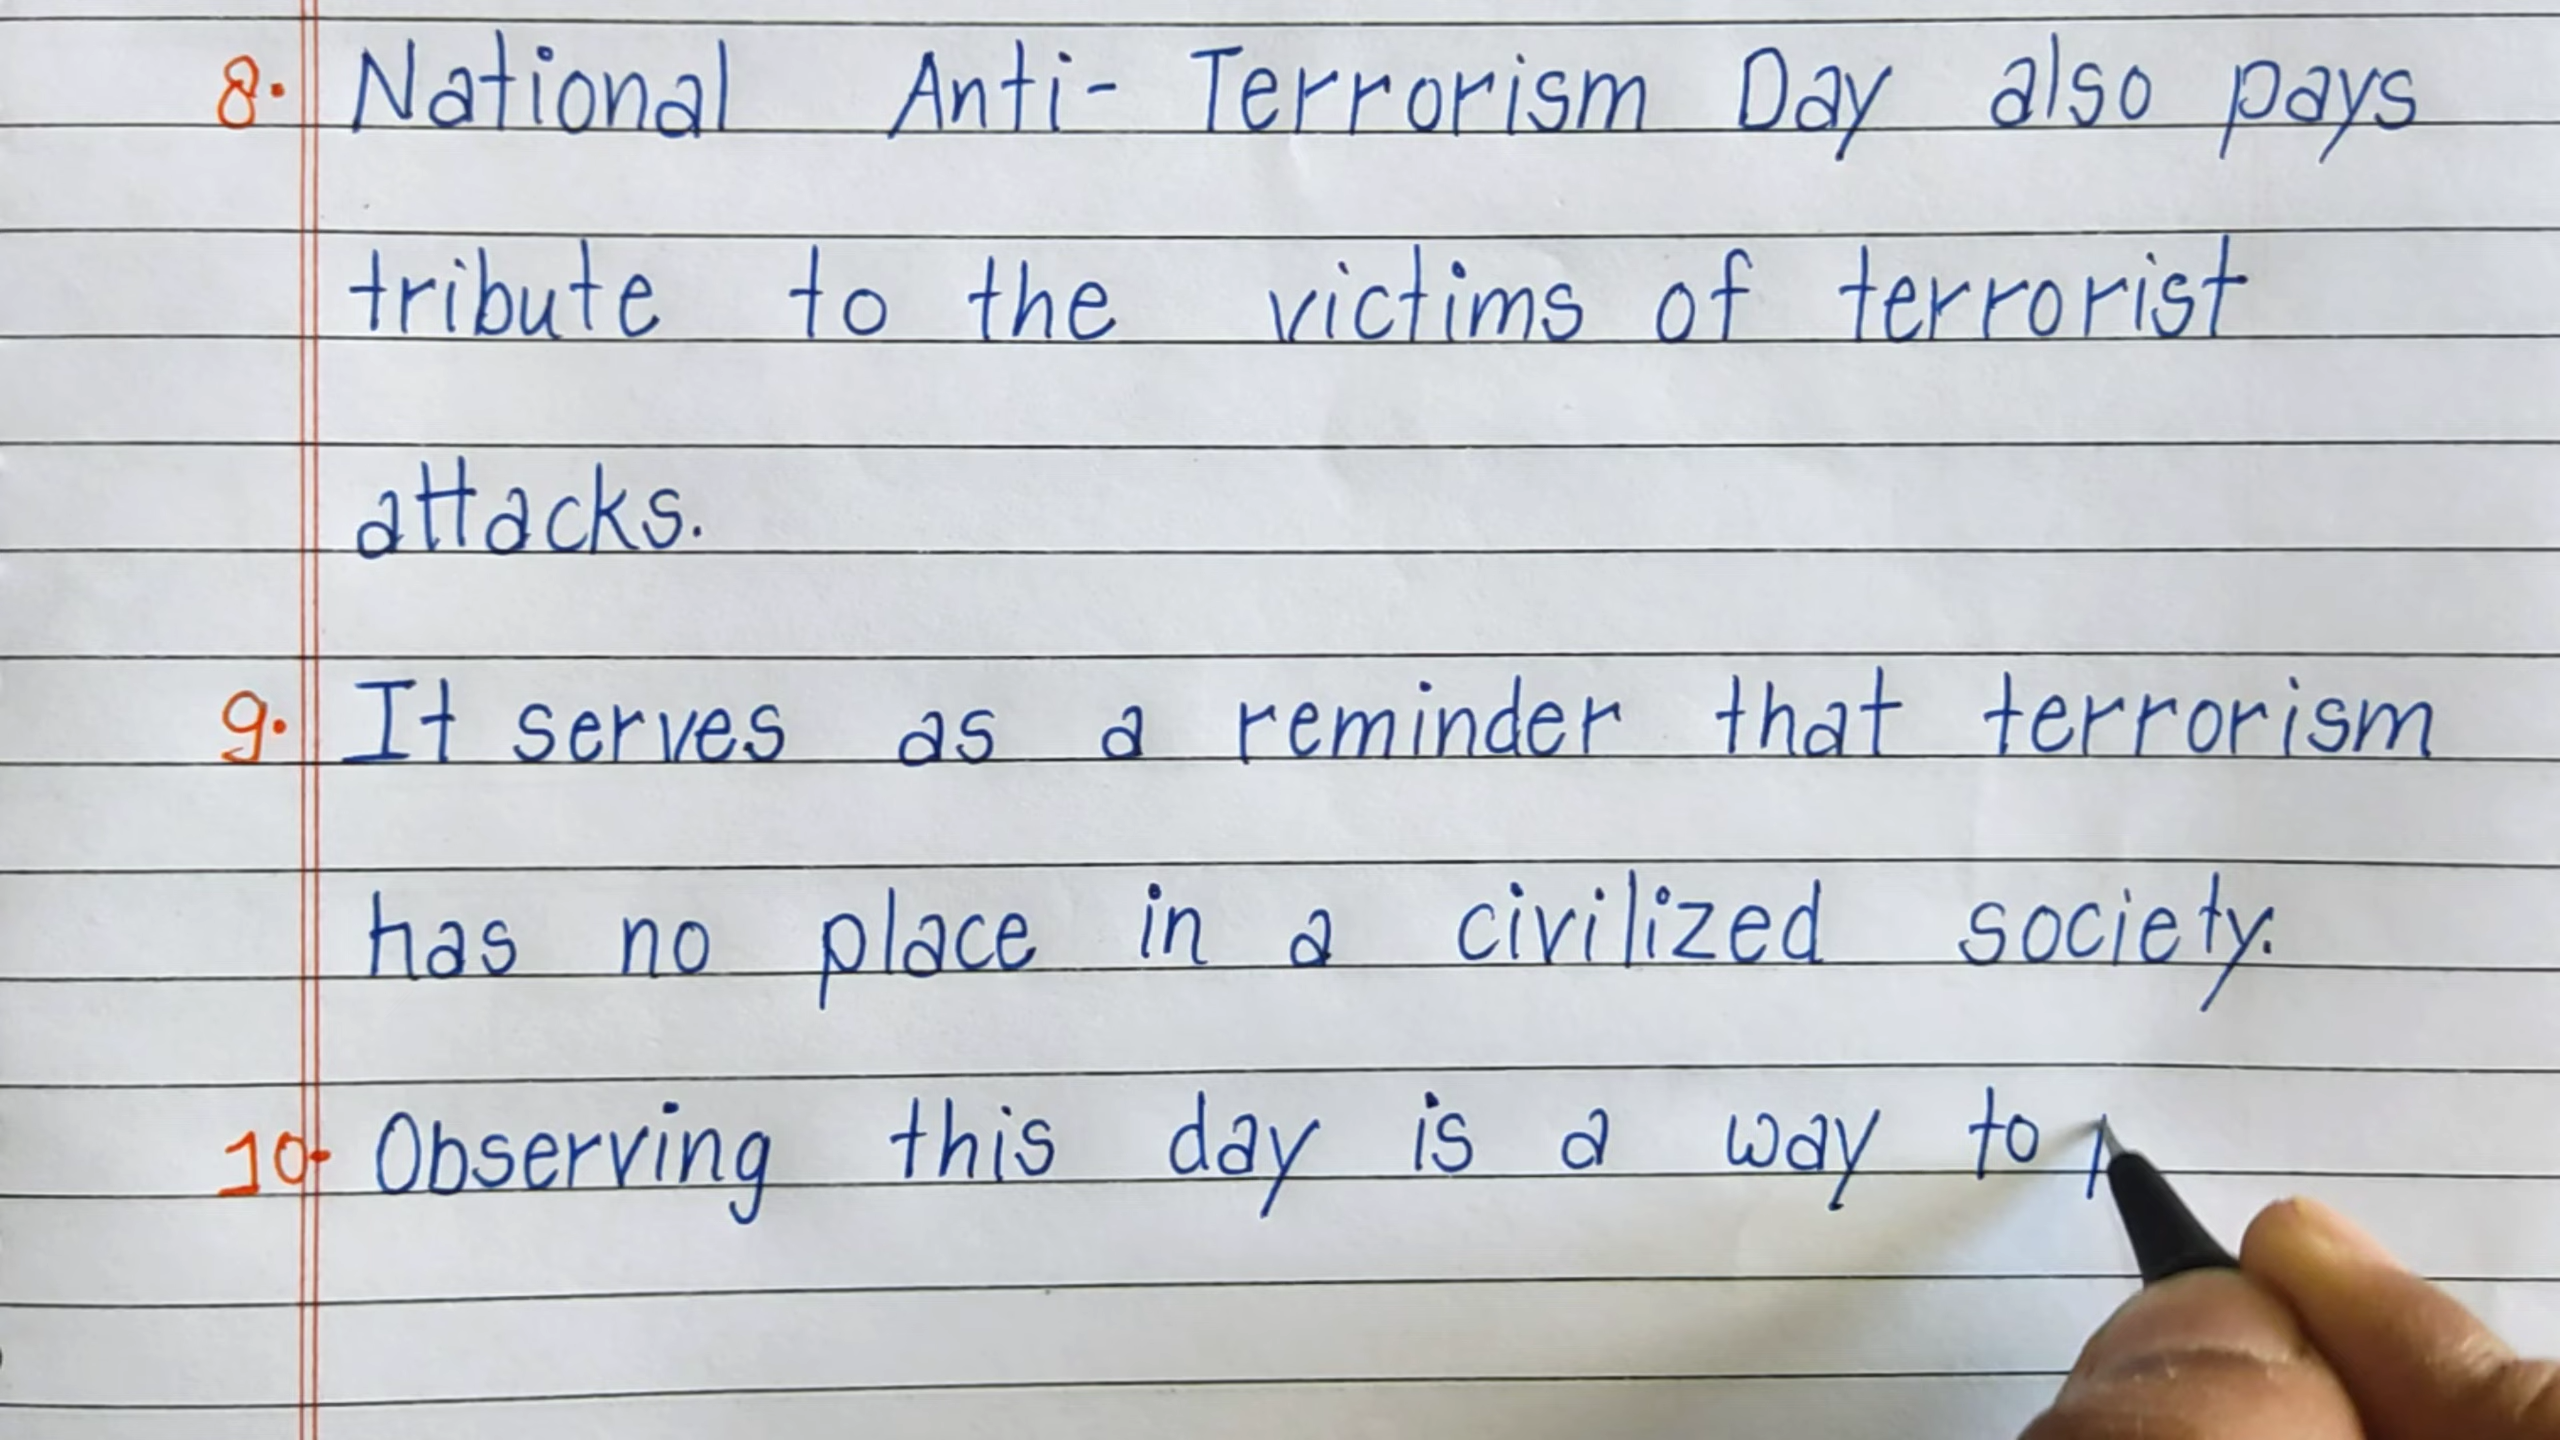 8. National Anti-Terrorism Day also pays
tribute to the victims of terrorist
attacks.
9. It serves as a reminder that terrorism
has no place in a civilized society.
10. Observing this day is a way to